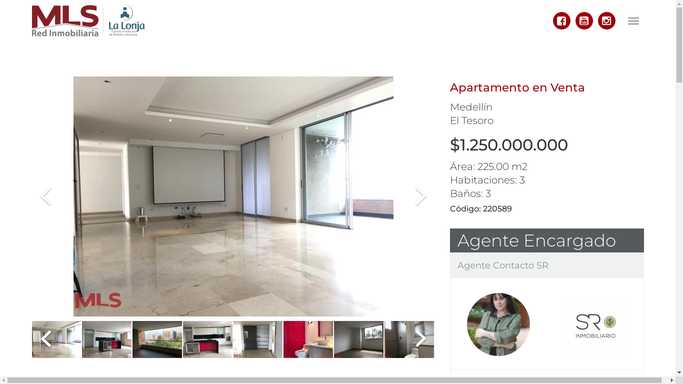 MLS
Red Inmobiliaria
La Lonja
Apartamento en Venta
Medellín
El Tesoro
$1.250.000.000
Área: 225.00 m2
Habitaciones: 3
Baños: 3
Código: 220589
MLS
Agente Encargado
Agente Contacto SR
SR
INMOBILIARIO